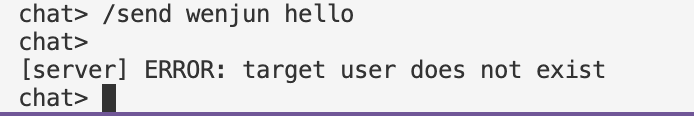 chat> /send wenjun hello
chat>
[server] ERROR: target user does not exist
chat>